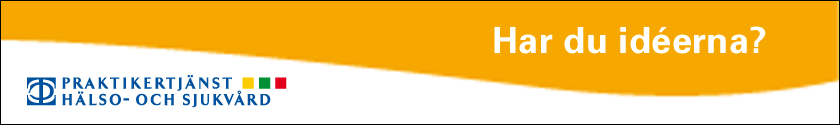 Har du idéerna?
PRAKTIKERTJÄNST
HÄLSO- OCH SJUKVÅRD